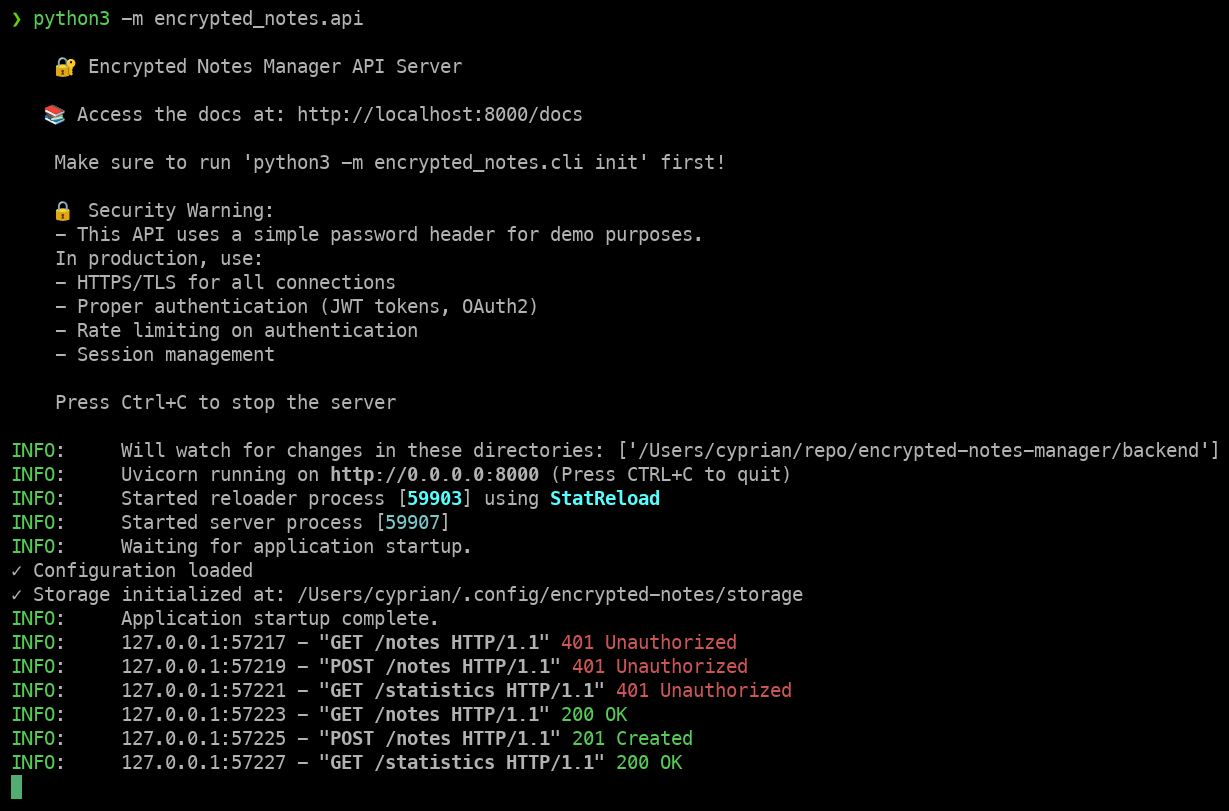 ❯ python3 -m encrypted_notes.api
🔐 Encrypted Notes Manager API Server
📚 Access the docs at: http://localhost:8000/docs
Make sure to run 'python3 -m encrypted_notes.cli init' first!
🔒 Security Warning:
- This API uses a simple password header for demo purposes.
In production, use:
- HTTPS/TLS for all connections
- Proper authentication (JWT tokens, OAuth2)
- Rate limiting on authentication
- Session management
Press Ctrl+C to stop the server
INFO:     Will watch for changes in these directories: ['/Users/cyprian/repo/encrypted-notes-manager/backend']
INFO:     Uvicorn running on http://0.0.0.0:8000 (Press CTRL+C to quit)
INFO:     Started reloader process [59903] using StatReload
INFO:     Started server process [59907]
INFO:     Waiting for application startup.
✓ Configuration loaded
✓ Storage initialized at: /Users/cyprian/.config/encrypted-notes/storage
INFO:     Application startup complete.
INFO:     127.0.0.1:57217 - "GET /notes HTTP/1.1" 401 Unauthorized
INFO:     127.0.0.1:57219 - "POST /notes HTTP/1.1" 401 Unauthorized
INFO:     127.0.0.1:57221 - "GET /statistics HTTP/1.1" 401 Unauthorized
INFO:     127.0.0.1:57223 - "GET /notes HTTP/1.1" 200 OK
INFO:     127.0.0.1:57225 - "POST /notes HTTP/1.1" 201 Created
INFO:     127.0.0.1:57227 - "GET /statistics HTTP/1.1" 200 OK